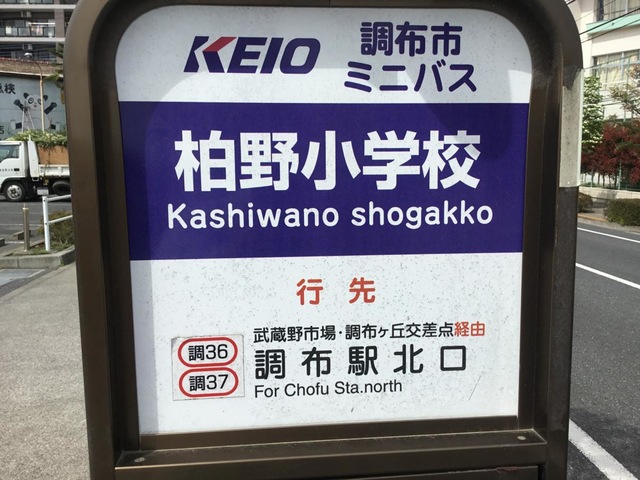 KEIO
調布市
ミニバス
柏野小学校
Kashiwano shogakko
行先
武蔵野市場・調布ヶ丘交差点経由
調36
調37
調布駅北口
For Chofu Sta.north